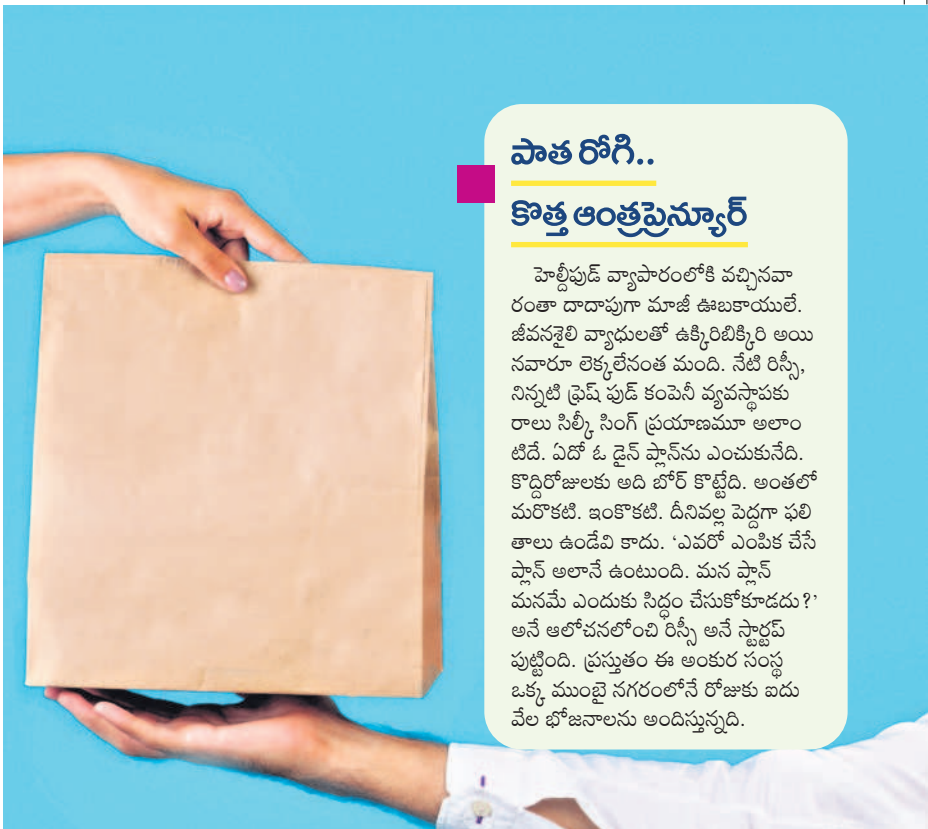 పాత రోగి..
కొత్త ఆంత్రప్రెన్యూర్
హెల్దీఫుడ్ వ్యాపారంలోకి వచ్చినవా
రంతా దాదాపుగా మాజీ ఊబకాయులే.
జీవనశైలి వ్యాధులతో ఉక్కిరిబిక్కిరి అయి
నవారూ లెక్కలేనంత మంది. నేటి రిస్సీ,
నిన్నటి ఫ్రెష్ ఫుడ్ కంపెనీ వ్యవస్థాపకు
రాలు సిల్కీ సింగ్ ప్రయాణమూ అలాం
టిదే. ఏదో ఓ డైన్ ప్లాన్‌ను ఎంచుకునేది.
కొద్దిరోజులకు అది బోర్ కొట్టేది. అంతలో
మరొకటి. ఇంకొకటి. దీనివల్ల పెద్దగా ఫలి
తాలు ఉండేవి కాదు. ‘ఎవరో ఎంపిక చేసే
ప్లాన్ అలానే ఉంటుంది. మన ప్లాన్
మనమే ఎందుకు సిద్ధం చేసుకోకూడదు?’
అనే ఆలోచనలోంచి రిస్సీ అనే స్టార్టప్
పుట్టింది. ప్రస్తుతం ఈ అంకుర సంస్థ
ఒక్క ముంబై నగరంలోనే రోజుకు ఐదు
వేల భోజనాలను అందిస్తున్నది.